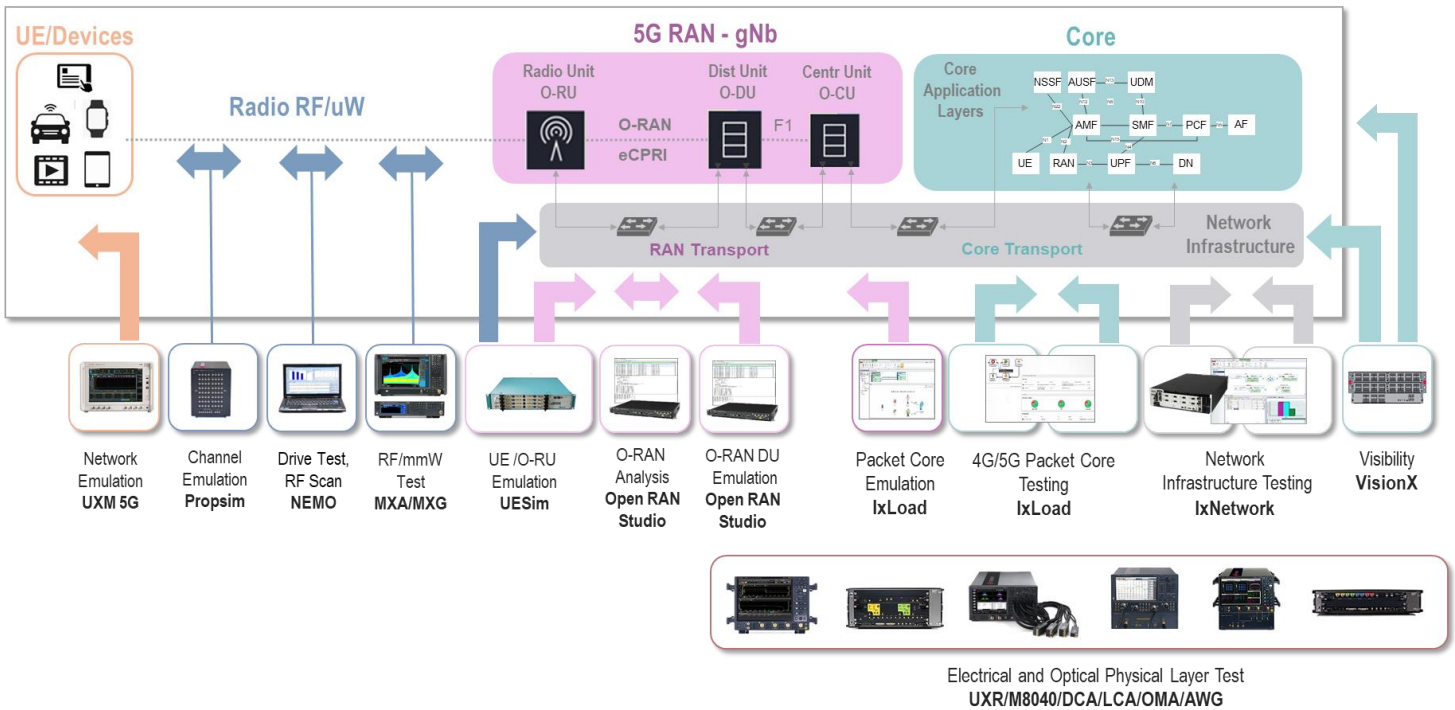 UE/Devices
5G RAN - gNb
Core
Radio RF/uW
Radio Unit
O-RU
Dist Unit
O-DU
Centr Unit
O-CU
O-RAN
eCPRI
F1
Core
Application
Layers
NSSF
AUSF
UDM
AMF
SMF
PCF
AF
UE
RAN
UPF
DN
RAN Transport
Core Transport
Network
Infrastructure
Network
Emulation
UXM 5G
Channel
Emulation
Propsim
Drive Test,
RF Scan
NEMO
RF/mmW
Test
MXA/MXG
UE /O-RU
Emulation
UESim
O-RAN
Analysis
Open RAN
Studio
O-RAN DU
Emulation
Open RAN
Studio
Packet Core
Emulation
IxLoad
4G/5G Packet Core
Testing
IxLoad
Network
Infrastructure Testing
IxNetwork
Visibility
VisionX
Electrical and Optical Physical Layer Test
UXR/M8040/DCA/LCA/OMA/AWG